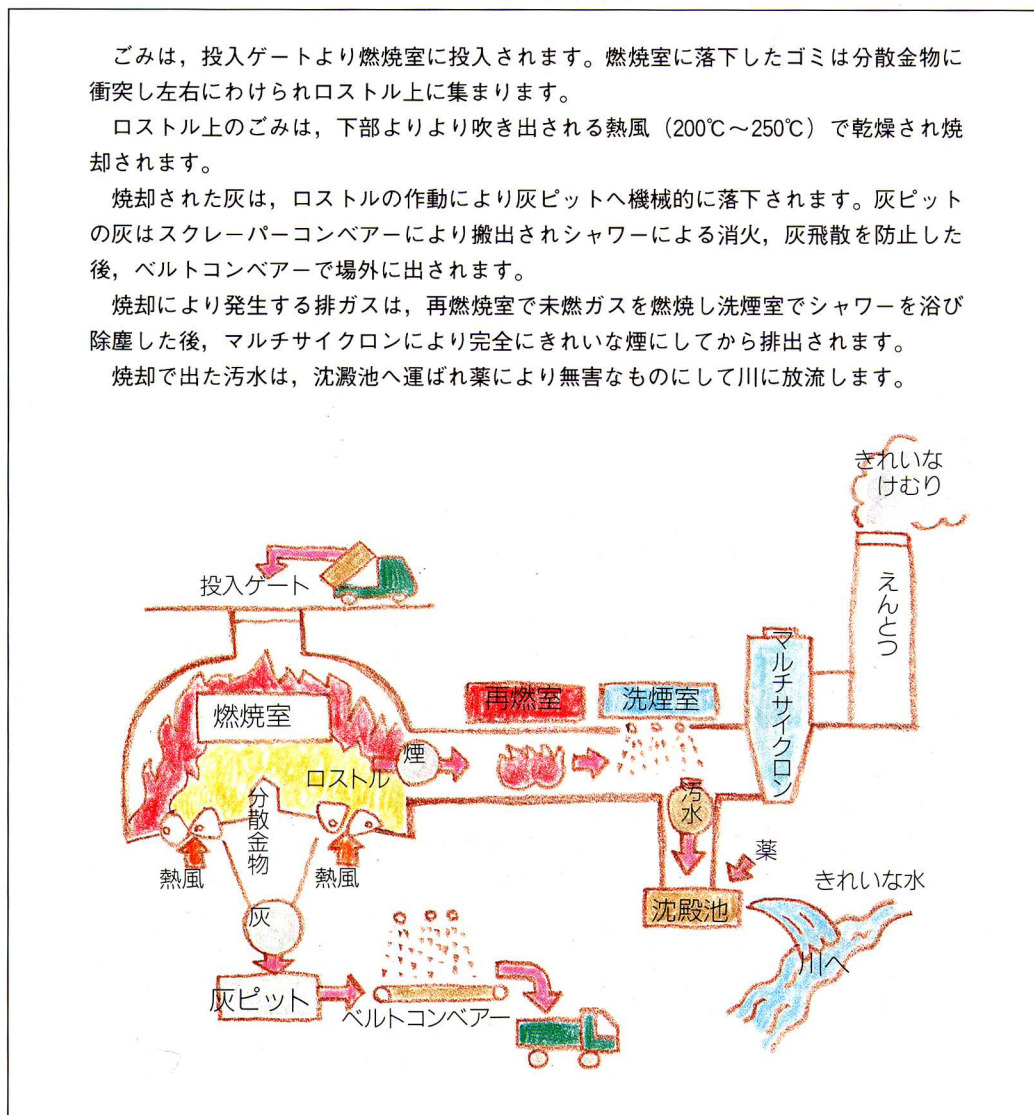 ごみは，投入ゲートより燃焼室に投入されます。燃焼室に落下したゴミは分散金物に
衝突し左右にわけられロストル上に集まります。
ロストル上のごみは，下部よりより吹き出される熱風（200℃～250℃）で乾燥され焼
却されます。
焼却された灰は，ロストルの作動により灰ピットへ機械的に落下されます。灰ピット
の灰はスクレーパーコンベアーにより搬出されシャワーによる消火，灰飛散を防止した
後，ベルトコンベアーで場外に出されます。
焼却により発生する排ガスは，再燃焼室で未燃ガスを燃焼し洗煙室でシャワーを浴び
除塵した後，マルチサイクロンにより完全にきれいな煙にしてから排出されます。
焼却で出た汚水は，沈澱池へ運ばれ薬により無害なものにして川に放流します。
きれいな
けむり
投入ゲート
えんとつ
マルチサイクロン
再燃室
洗煙室
燃焼室
煙
ロストル
分散金物
汚水
熱風
熱風
薬
きれいな水
沈殿池
灰
川へ
灰ピット
ベルトコンベアー